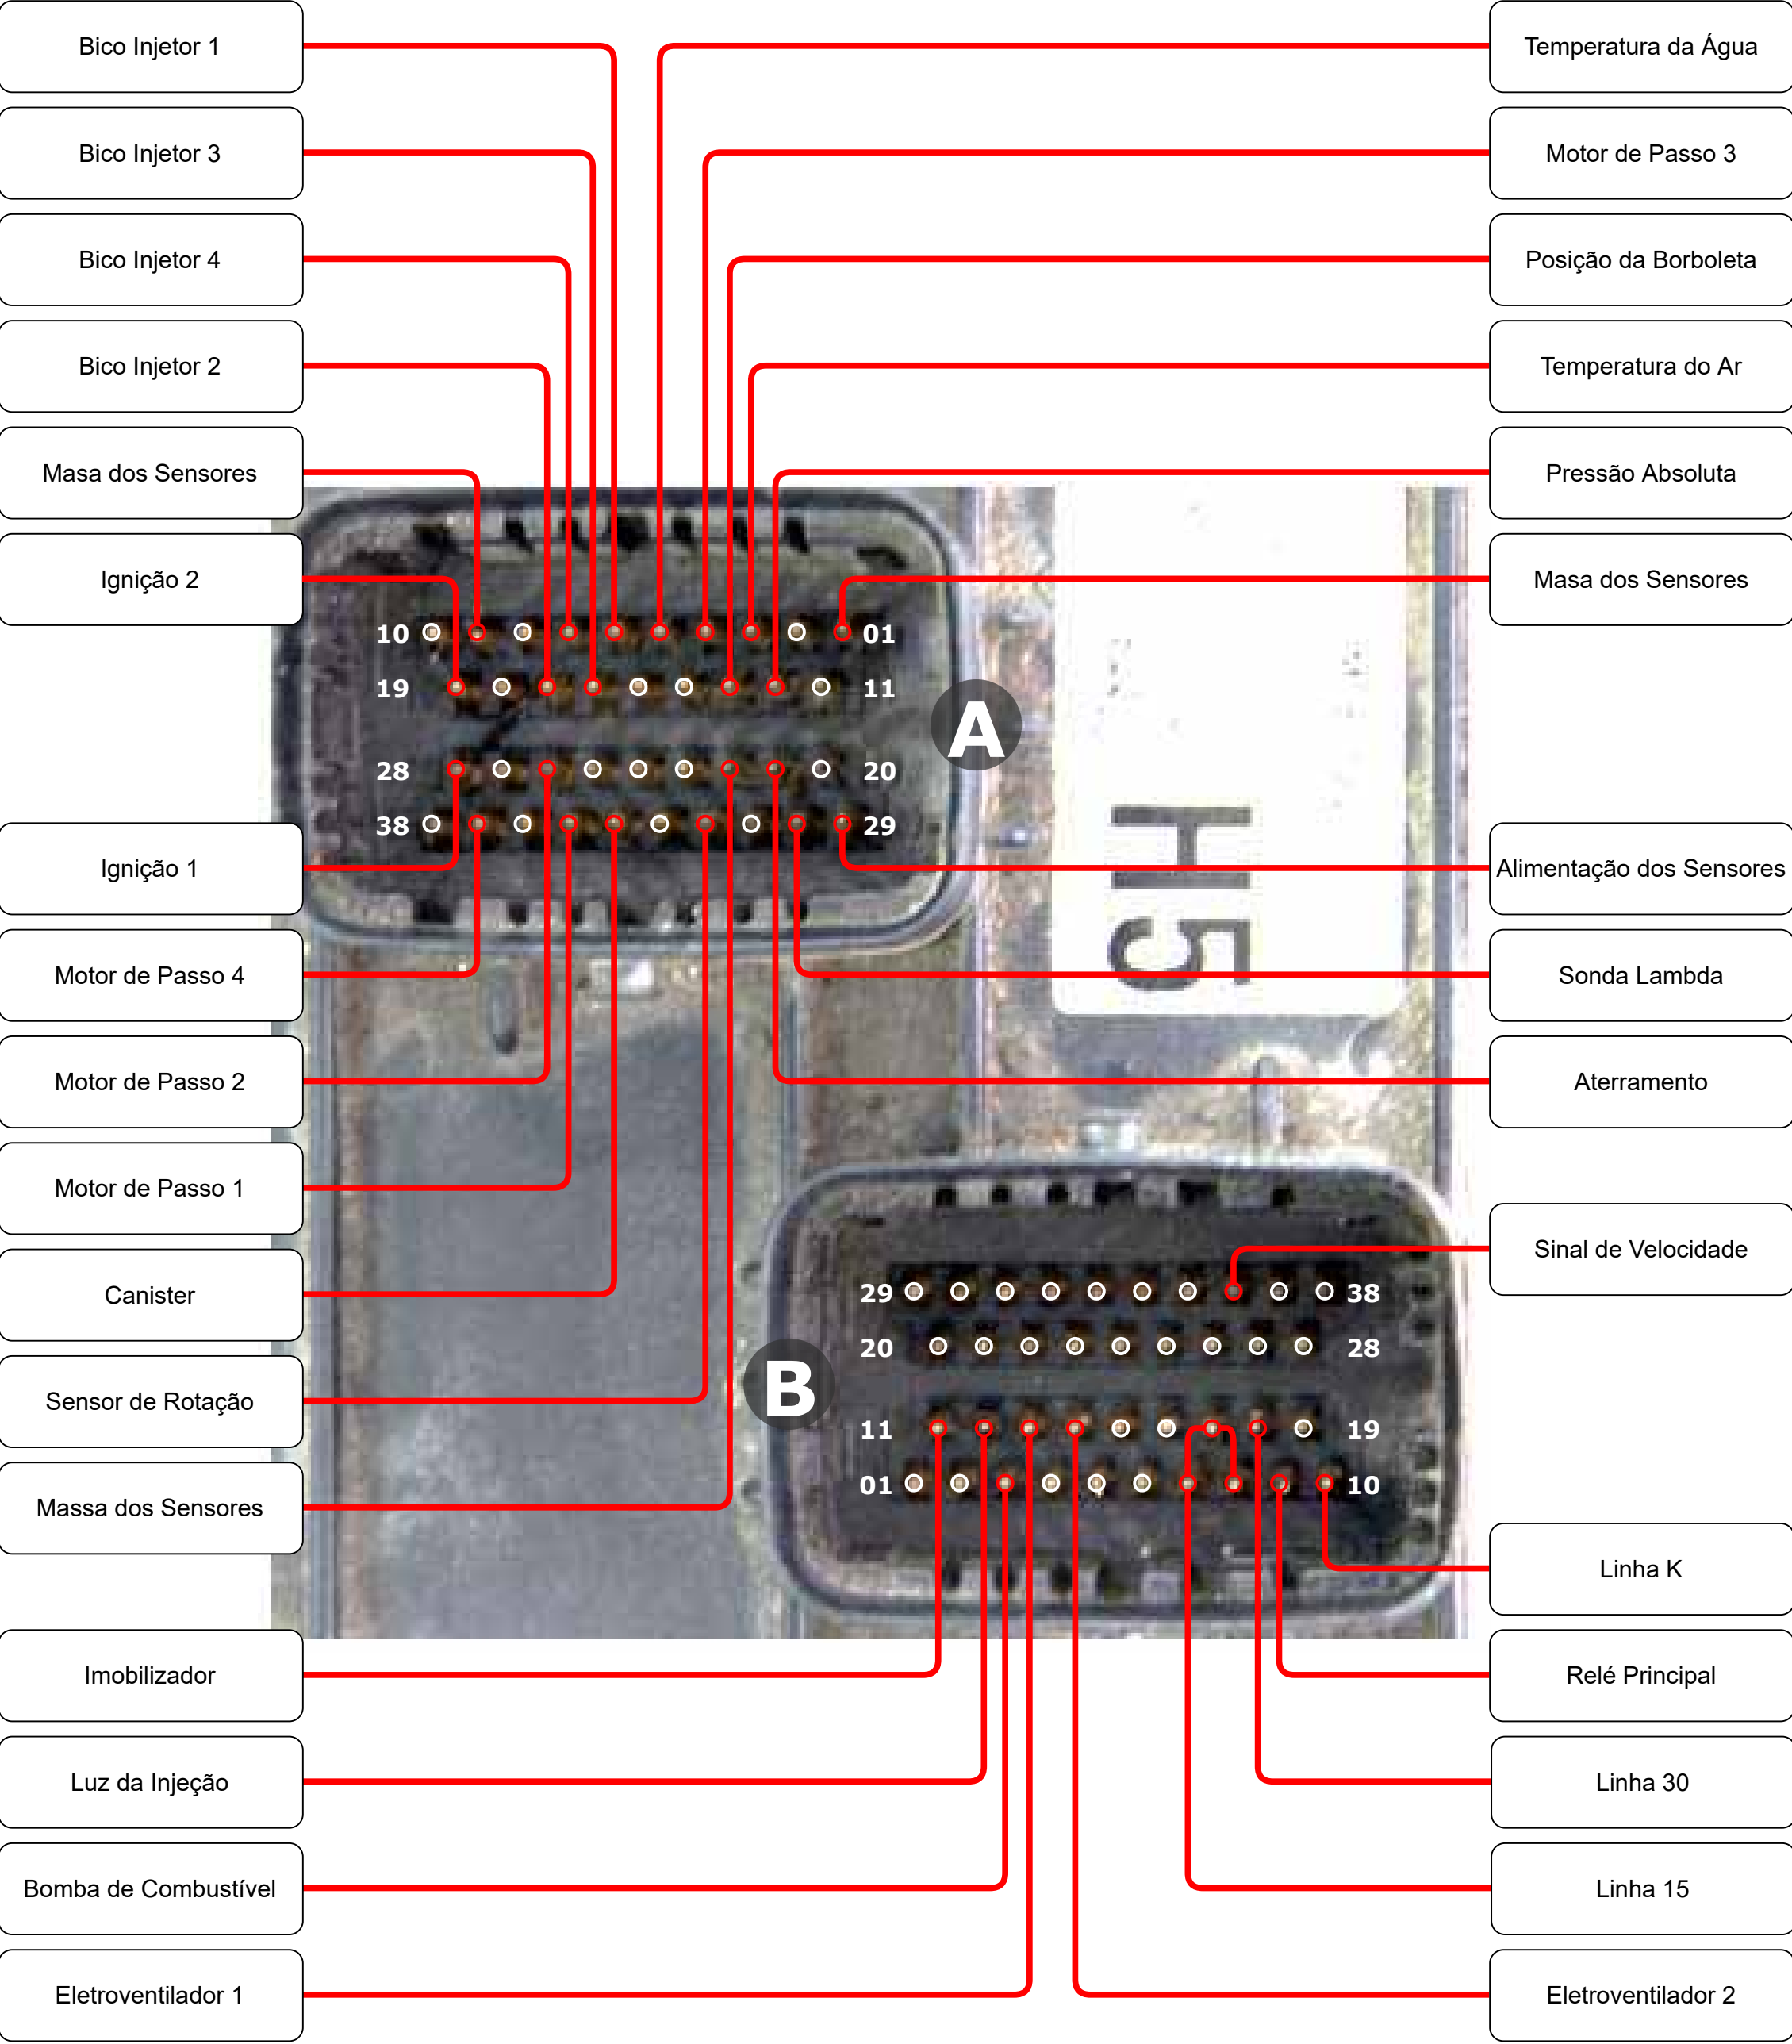 Bico Injetor 1
Temperatura da Água
Bico Injetor 3
Motor de Passo 3
Bico Injetor 4
Posição da Borboleta
Bico Injetor 2
Temperatura do Ar
Masa dos Sensores
Pressão Absoluta
Ignição 2
Masa dos Sensores
10 01
19 11
A
28 20
38 29
H5
Ignição 1
Alimentação dos Sensores
Motor de Passo 4
Sonda Lambda
Motor de Passo 2
Aterramento
Motor de Passo 1
Canister
Sinal de Velocidade
29 38
20 28
B
11 19
01 10
Sensor de Rotação
Massa dos Sensores
Linha K
Imobilizador
Relé Principal
Luz da Injeção
Linha 30
Bomba de Combustível
Linha 15
Eletroventilador 1
Eletroventilador 2